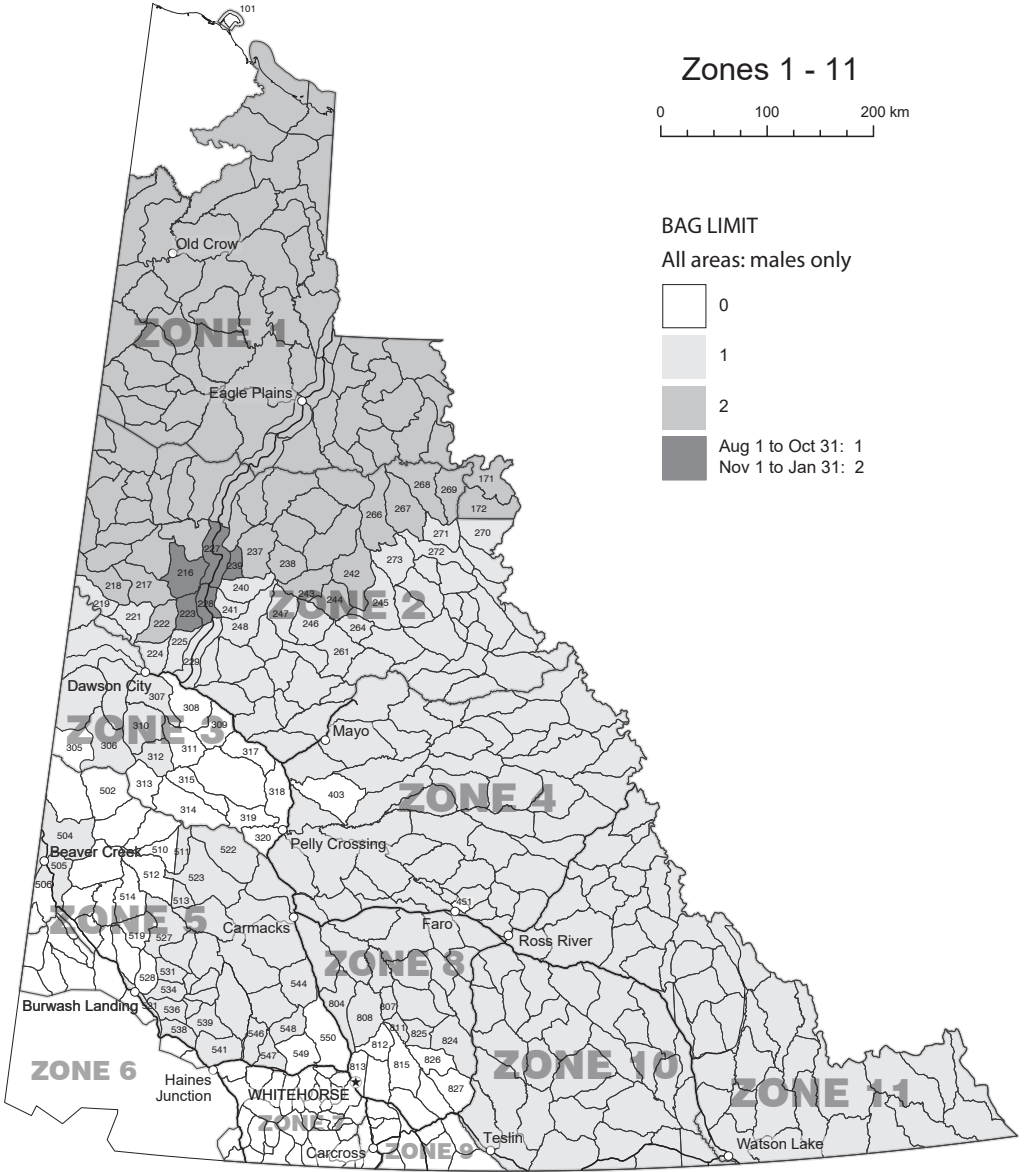 101
Zones 1 - 11
0 100 200 km
BAG LIMIT
All areas: males only
0
1
2
Aug 1 to Oct 31: 1
Nov 1 to Jan 31: 2
Old Crow
ZONE 1
Eagle Plains
171
268
269
172
267
266
270
271
227
272
237
273
239
238
216
242
218
217
240
243
244
245
219
228
241
ZONE 2
221
223
247
222
248
246
264
225
261
224
229
Dawson City
307
308
309
310
ZONE 3
Mayo
305
306
311
317
312
315
313
502
318
403
ZONE 4
314
319
320
504
Pelly Crossing
Beaver Creek
510
511
522
505
512
523
506
514
513
451
ZONE 5
Faro
Carmacks
519
527
Ross River
ZONE 8
528
531
534
544
Burwash Landing
521
536
804
807
539
808
538
546
548
811
825
550
812
824
541
547
549
826
813
815
ZONE 10
ZONE 6
Haines
Junction
827
WHITEHORSE
ZONE 11
ZONE 7
Teslin
Watson Lake
Carcross
ZONE 9